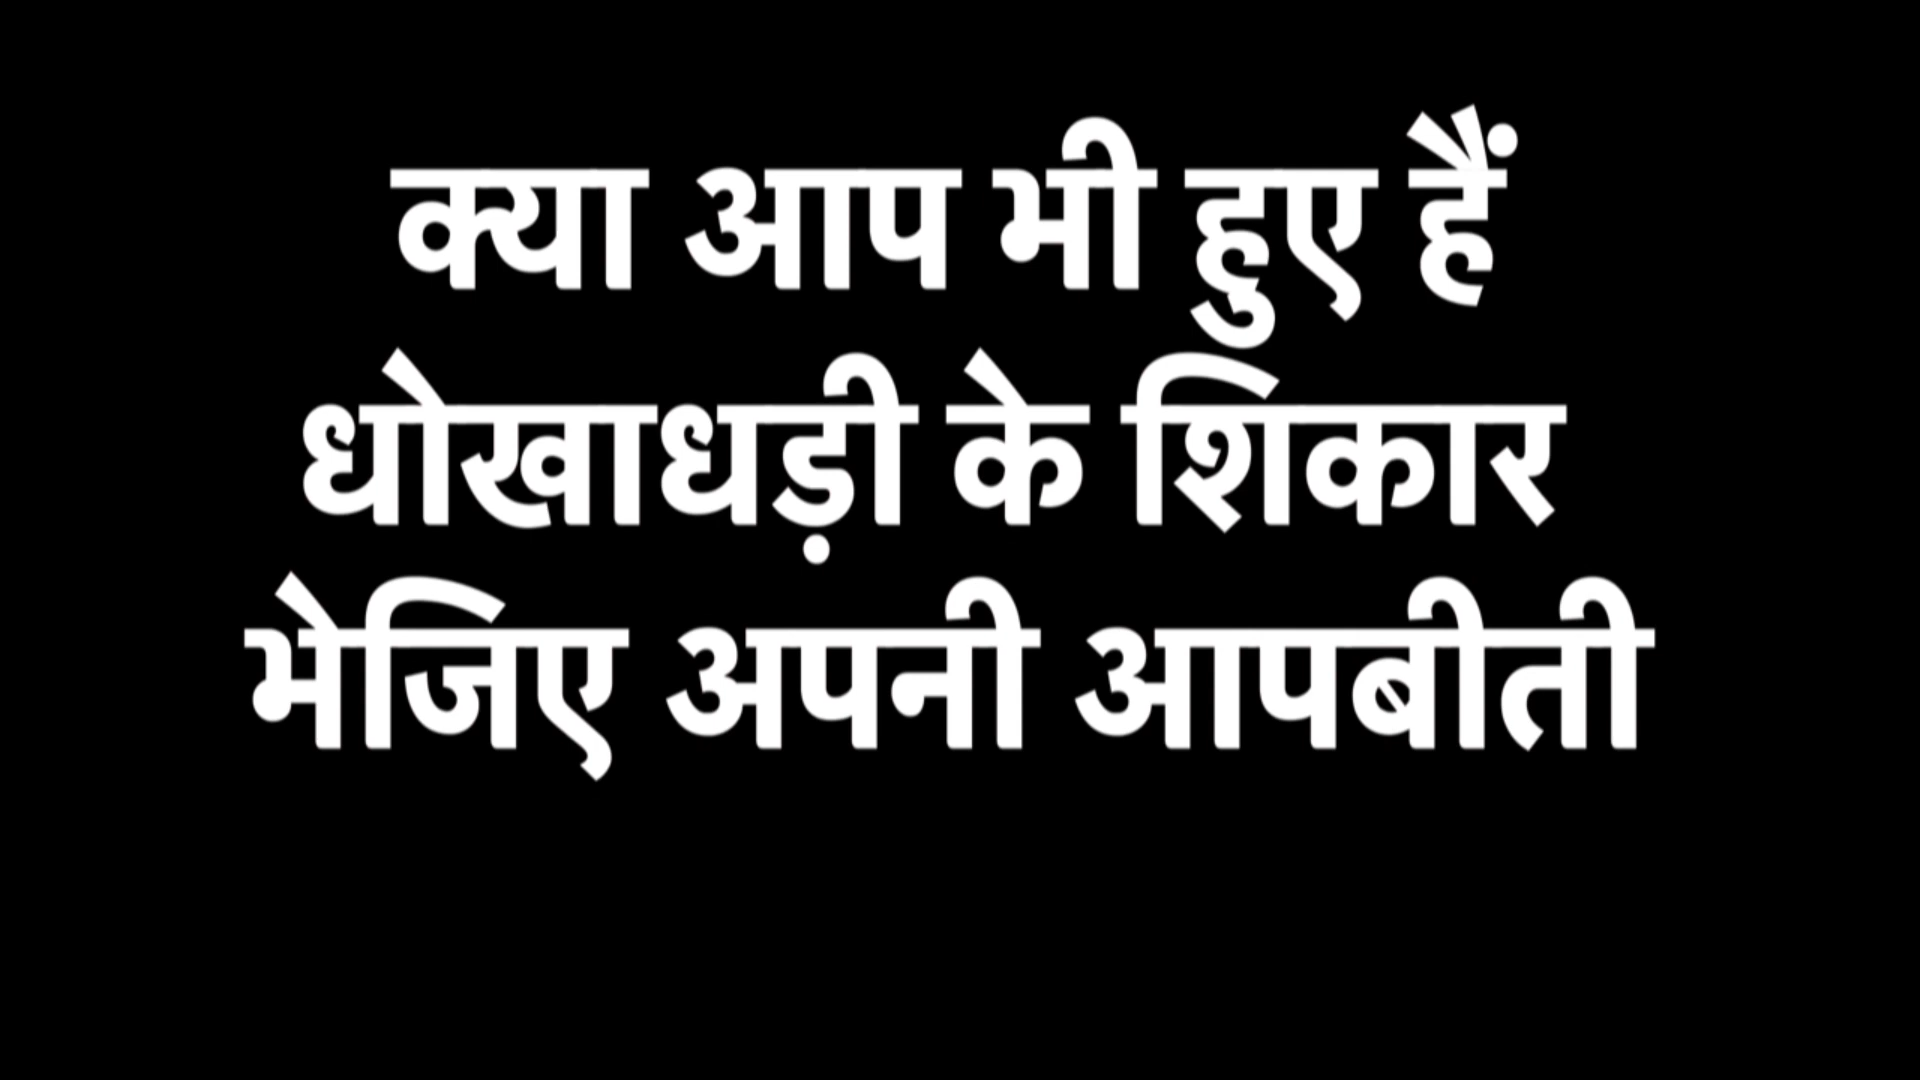 क्या आप भी हुए हैं
धोखाधड़ी के शिकार
भेजिए अपनी आपबीती